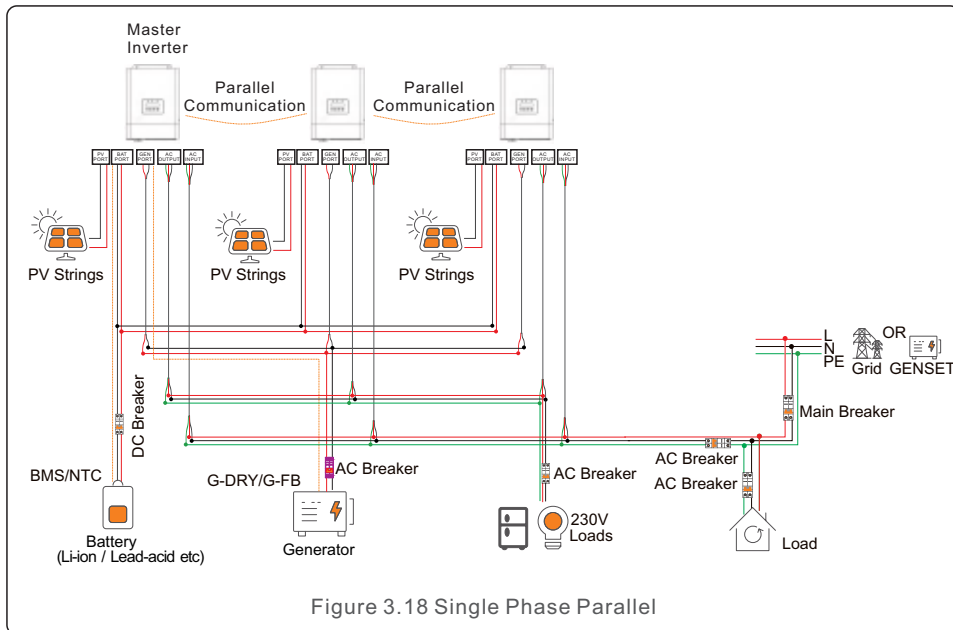 Master
Inverter
Parallel
Communication
Parallel
Communication
PV
PORT
BAT
PORT
GEN
PORT
AC
OUTPUT
AC
INPUT
PV
PORT
BAT
PORT
GEN
PORT
AC
OUTPUT
AC
INPUT
PV
PORT
BAT
PORT
GEN
PORT
AC
OUTPUT
AC
INPUT
PV Strings
PV Strings
PV Strings
L
N
PE
OR
Grid
GENSET
Main Breaker
DC Breaker
BMS/NTC
G-DRY/G-FB
AC Breaker
AC Breaker
AC Breaker
AC Breaker
230V
Loads
Load
Battery
(Li-ion / Lead-acid etc)
Generator
Figure 3.18 Single Phase Parallel